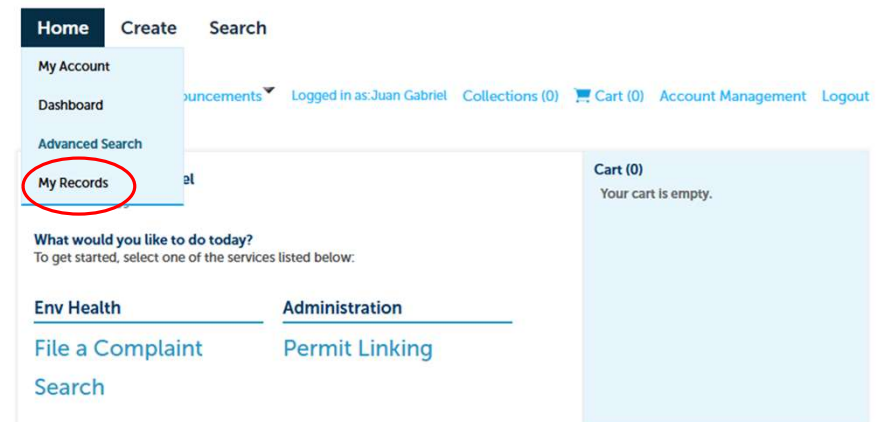 Home Create Search
My Account
Logged in as:Juan Gabriel Collections (0) Cart (0) Account Management Logout
Dashboard
Advanced Search
My Records
Cart (0)
Your cart is empty.
What would you like to do today?
To get started, select one of the services listed below:
Env Health Administration
File a Complaint Permit Linking
Search